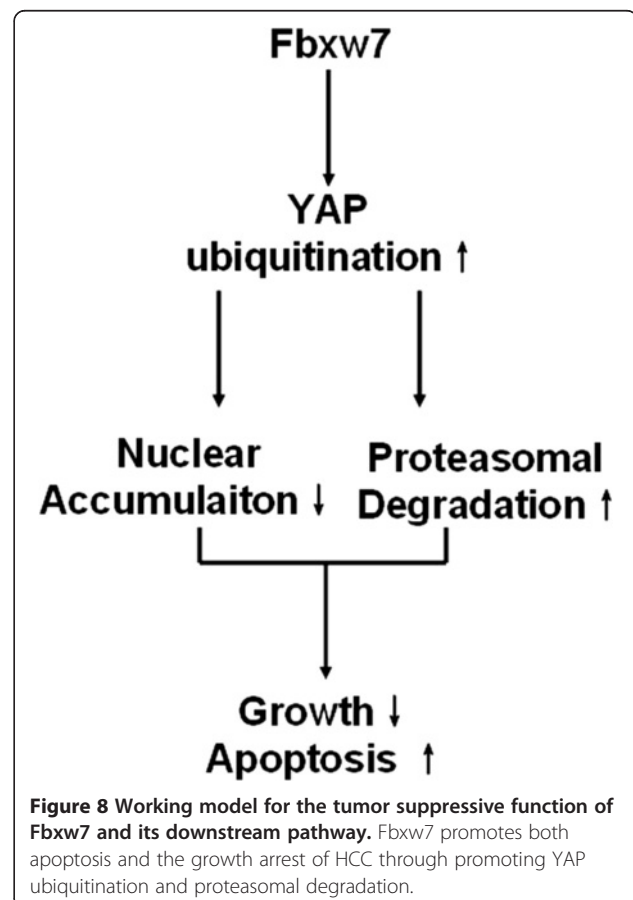 Fbxw7
YAP
ubiquitination ↑
Nuclear
Accumulaiton ↓
Proteasomal
Degradation ↑
Growth ↓
Apoptosis ↑
Figure 8 Working model for the tumor suppressive function of
Fbxw7 and its downstream pathway. Fbxw7 promotes both
apoptosis and the growth arrest of HCC through promoting YAP
ubiquitination and proteasomal degradation.